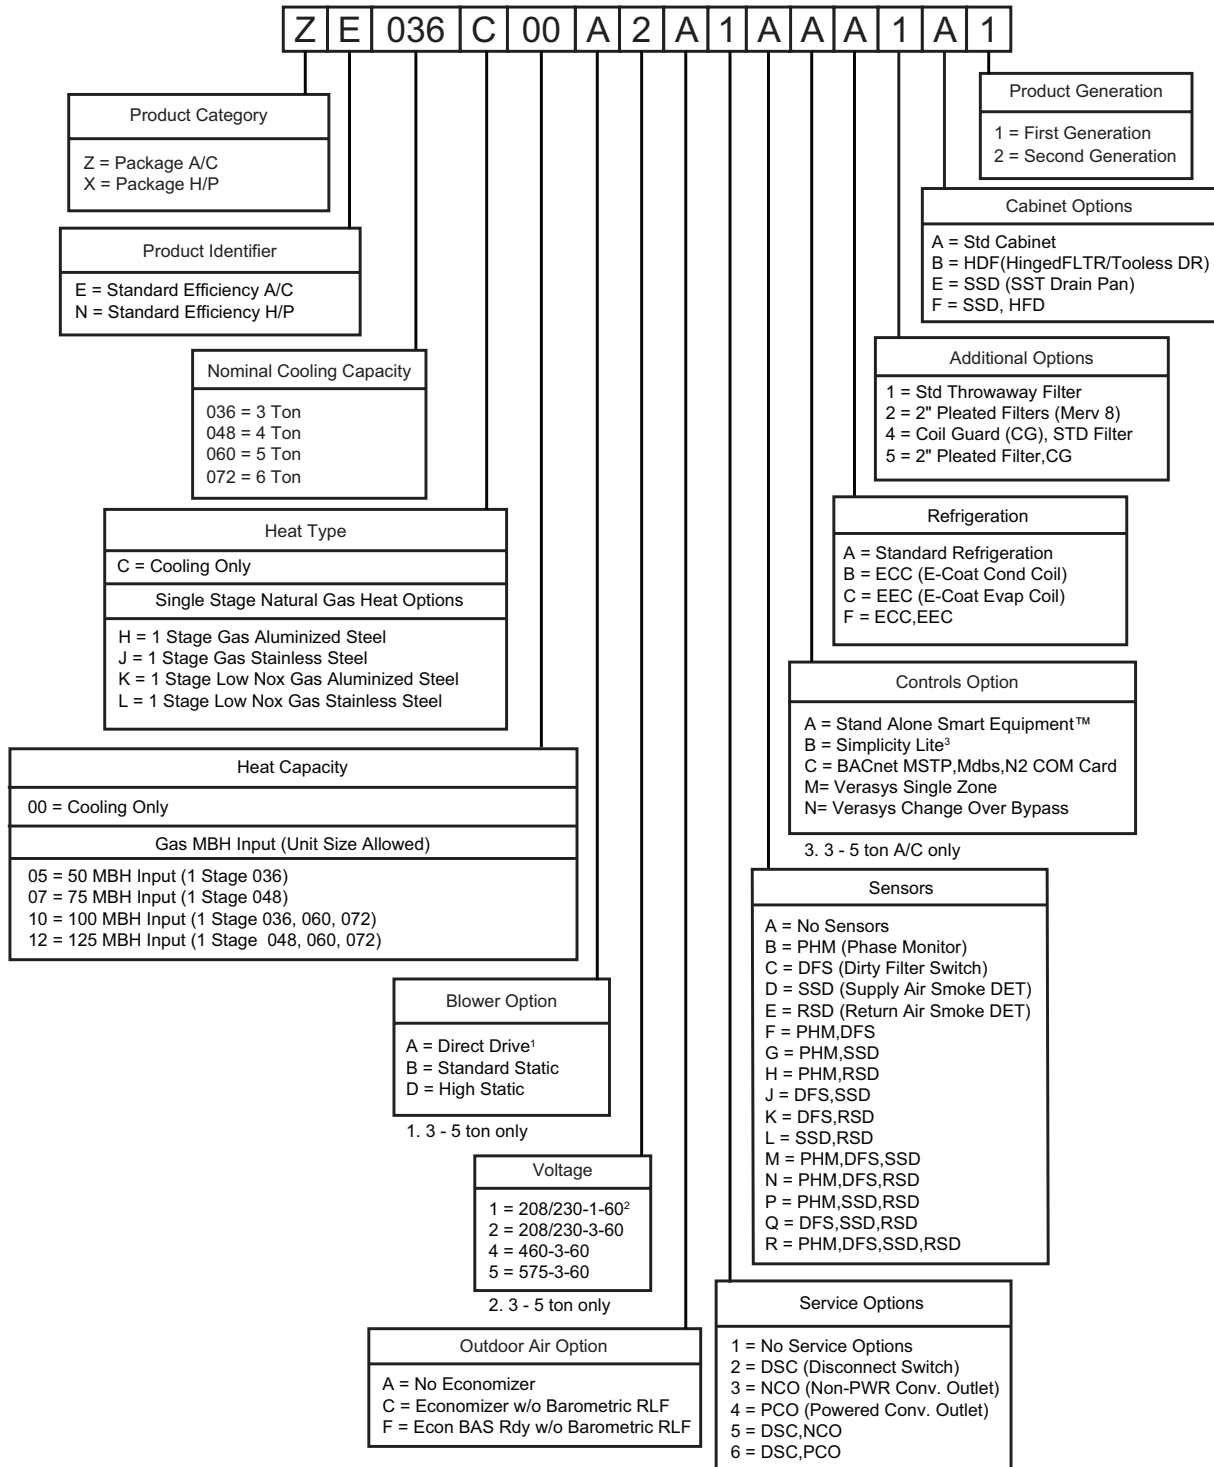 Z E 036 C 00 A 2 A 1 A A A 1 A 1
Product Category
Z = Package A/C
X = Package H/P
Product Identifier
E = Standard Efficiency A/C
N = Standard Efficiency H/P
Nominal Cooling Capacity
036 = 3 Ton
048 = 4 Ton
060 = 5 Ton
072 = 6 Ton
Heat Type
C = Cooling Only
Single Stage Natural Gas Heat Options
H = 1 Stage Gas Aluminized Steel
J = 1 Stage Gas Stainless Steel
K = 1 Stage Low Nox Gas Aluminized Steel
L = 1 Stage Low Nox Gas Stainless Steel
Heat Capacity
00 = Cooling Only
Gas MBH Input (Unit Size Allowed)
05 = 50 MBH Input (1 Stage 036)
07 = 75 MBH Input (1 Stage 048)
10 = 100 MBH Input (1 Stage 036, 060, 072)
12 = 125 MBH Input (1 Stage 048, 060, 072)
Blower Option
A = Direct Drive¹
B = Standard Static
D = High Static
1. 3 - 5 ton only
Voltage
1 = 208/230-1-60²
2 = 208/230-3-60
4 = 460-3-60
5 = 575-3-60
2. 3 - 5 ton only
Outdoor Air Option
A = No Economizer
C = Economizer w/o Barometric RLF
F = Econ BAS Rdy w/o Barometric RLF
Product Generation
1 = First Generation
2 = Second Generation
Cabinet Options
A = Std Cabinet
B = HDF(HingedFLTR/Tooless DR)
E = SSD (SST Drain Pan)
F = SSD, HFD
Additional Options
1 = Std Throwaway Filter
2 = 2" Pleated Filters (Merv 8)
4 = Coil Guard (CG), STD Filter
5 = 2" Pleated Filter,CG
Refrigeration
A = Standard Refrigeration
B = ECC (E-Coat Cond Coil)
C = EEC (E-Coat Evap Coil)
F = ECC,EEC
Controls Option
A = Stand Alone Smart Equipment™
B = Simplicity Lite³
C = BACnet MSTP,Mdbs,N2 COM Card
M= Verasys Single Zone
N= Verasys Change Over Bypass
3. 3 - 5 ton A/C only
Sensors
A = No Sensors
B = PHM (Phase Monitor)
C = DFS (Dirty Filter Switch)
D = SSD (Supply Air Smoke DET)
E = RSD (Return Air Smoke DET)
F = PHM,DFS
G = PHM,SSD
H = PHM,RSD
J = DFS,SSD
K = DFS,RSD
L = SSD,RSD
M = PHM,DFS,SSD
N = PHM,DFS,RSD
P = PHM,SSD,RSD
Q = DFS,SSD,RSD
R = PHM,DFS,SSD,RSD
Service Options
1 = No Service Options
2 = DSC (Disconnect Switch)
3 = NCO (Non-PWR Conv. Outlet)
4 = PCO (Powered Conv. Outlet)
5 = DSC,NCO
6 = DSC,PCO